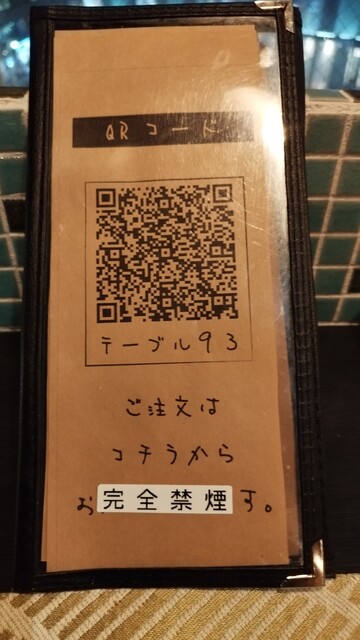 QRコード
テーブル93
ご注文は
コチラから
お完全禁煙す。